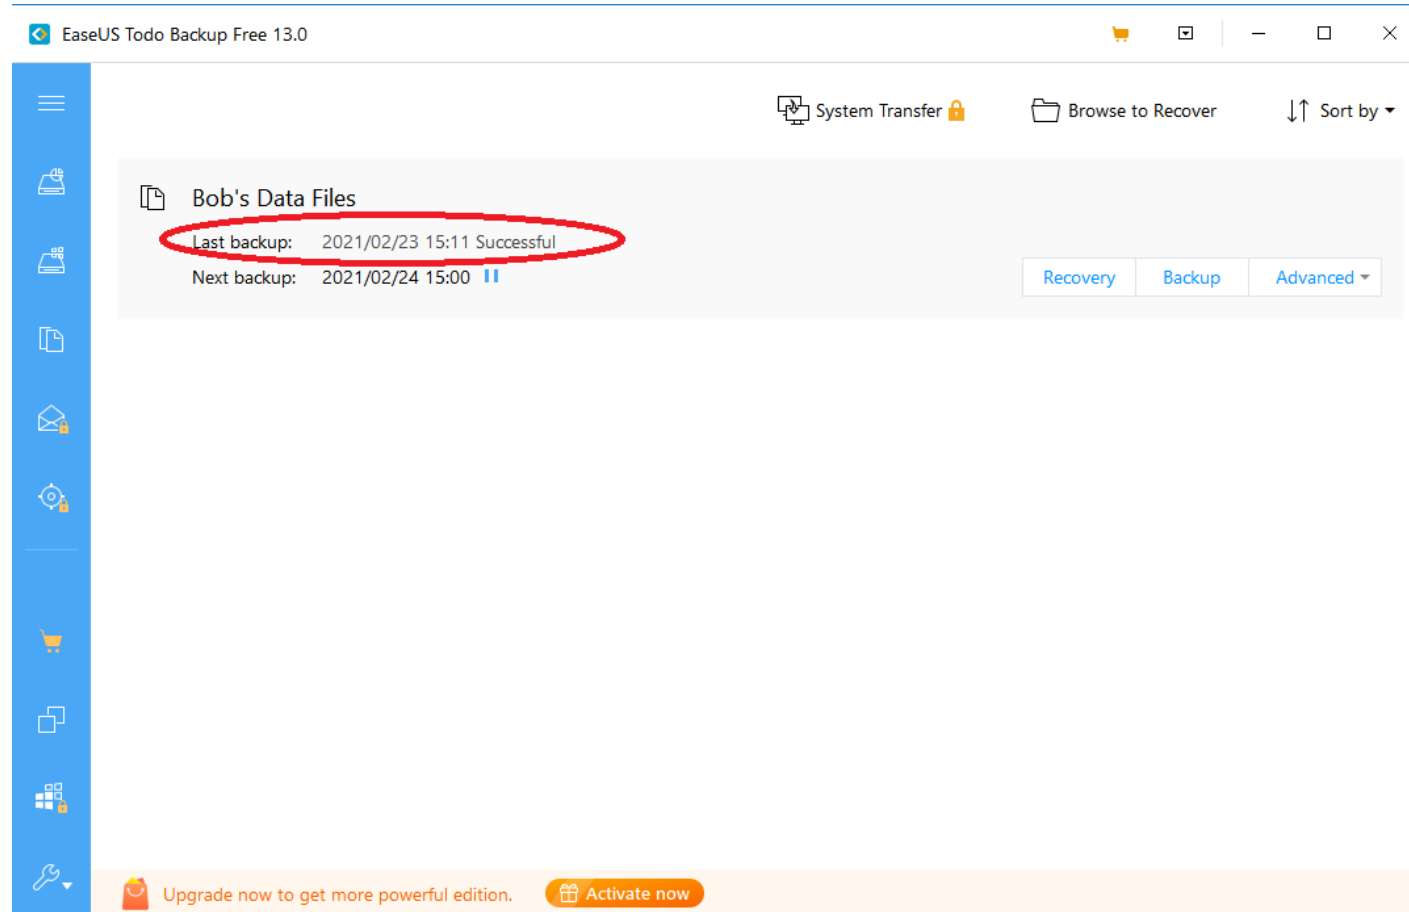 EaseUS Todo Backup Free 13.0
System Transfer
Browse to Recover
Sort by
Bob's Data Files
Last backup: 2021/02/23 15:11 Successful
Next backup: 2021/02/24 15:00
Recovery
Backup
Advanced
Upgrade now to get more powerful edition.
Activate now